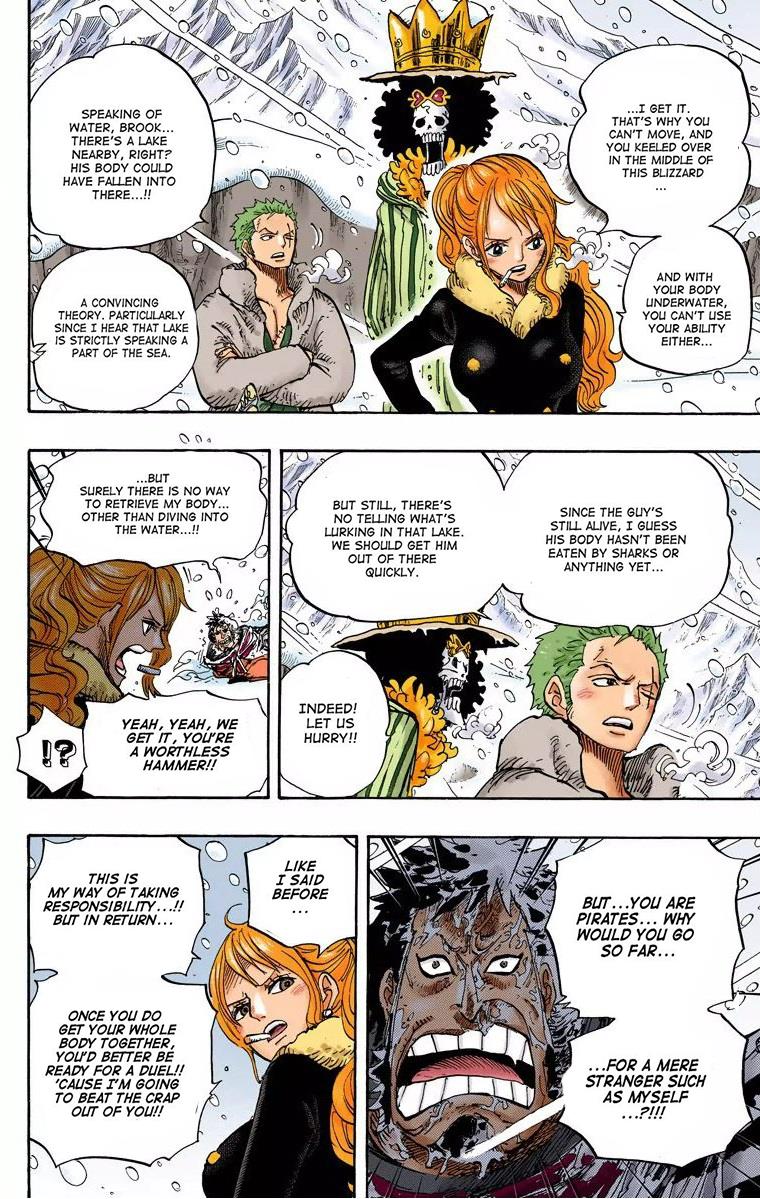 ...I GET IT.
THAT'S WHY YOU
CAN'T MOVE, AND
YOU KEELED OVER
IN THE MIDDLE OF
THIS BLIZZARD
...
AND WITH
YOUR BODY
UNDERWATER,
YOU CAN'T USE
YOUR ABILITY
EITHER...
SPEAKING OF
WATER, BROOK...
THERE'S A LAKE
NEARBY, RIGHT?
HIS BODY COULD
HAVE FALLEN INTO
THERE...!!
A CONVINCING
THEORY. PARTICULARLY
SINCE I HEAR THAT LAKE
IS STRICTLY SPEAKING A
PART OF THE SEA.
SINCE THE GUY'S
STILL ALIVE, I GUESS
HIS BODY HASN'T BEEN
EATEN BY SHARKS OR
ANYTHING YET...
BUT STILL, THERE'S
NO TELLING WHAT'S
LURKING IN THAT LAKE.
WE SHOULD GET HIM
OUT OF THERE
QUICKLY.
INDEED!
LET US
HURRY!!
...BUT
SURELY THERE IS NO WAY
TO RETRIEVE MY BODY...
OTHER THAN DIVING INTO
THE WATER...!!
YEAH, YEAH, WE
GET IT, YOU'RE
A WORTHLESS
HAMMER!!
!?
BUT...YOU ARE
PIRATES... WHY
WOULD YOU GO
SO FAR...
...FOR A MERE
STRANGER SUCH
AS MYSELF
...?!!!
LIKE
I SAID
BEFORE
...
THIS IS
MY WAY OF TAKING
RESPONSIBILITY...!!
BUT IN RETURN...
ONCE YOU DO
GET YOUR WHOLE
BODY TOGETHER,
YOU'D BETTER BE
READY FOR A DUEL!!
'CAUSE I'M GOING
TO BEAT THE CRAP
OUT OF YOU!!